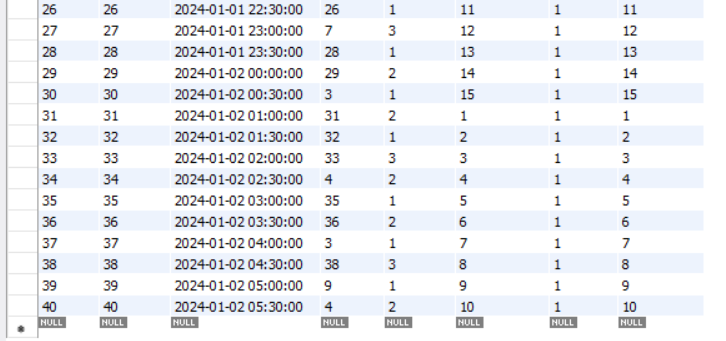 26 26 2024-01-01 22:30:00 26 1 11 1 11
27 27 2024-01-01 23:00:00 7 3 12 1 12
28 28 2024-01-01 23:30:00 28 1 13 1 13
29 29 2024-01-02 00:00:00 29 2 14 1 14
30 30 2024-01-02 00:30:00 3 1 15 1 15
31 31 2024-01-02 01:00:00 31 2 1 1 1
32 32 2024-01-02 01:30:00 32 1 2 1 2
33 33 2024-01-02 02:00:00 33 3 3 1 3
34 34 2024-01-02 02:30:00 4 2 4 1 4
35 35 2024-01-02 03:00:00 35 1 5 1 5
36 36 2024-01-02 03:30:00 36 2 6 1 6
37 37 2024-01-02 04:00:00 3 1 7 1 7
38 38 2024-01-02 04:30:00 38 3 8 1 8
39 39 2024-01-02 05:00:00 9 1 9 1 9
40 40 2024-01-02 05:30:00 4 2 10 1 10
NULL NULL NULL NULL NULL NULL NULL NULL